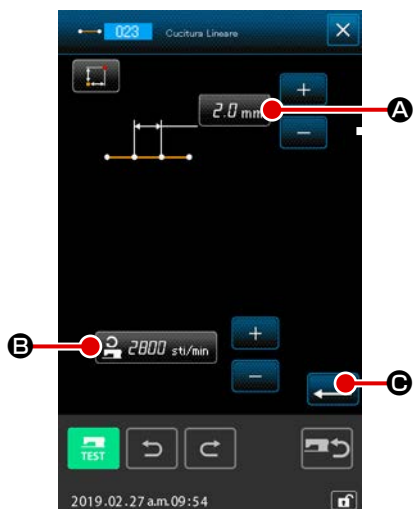 023 Cucitura Lineare
2.0 mm
A
B
2800 sti/min
C
TEST
2019.02.27 a.m.09:54